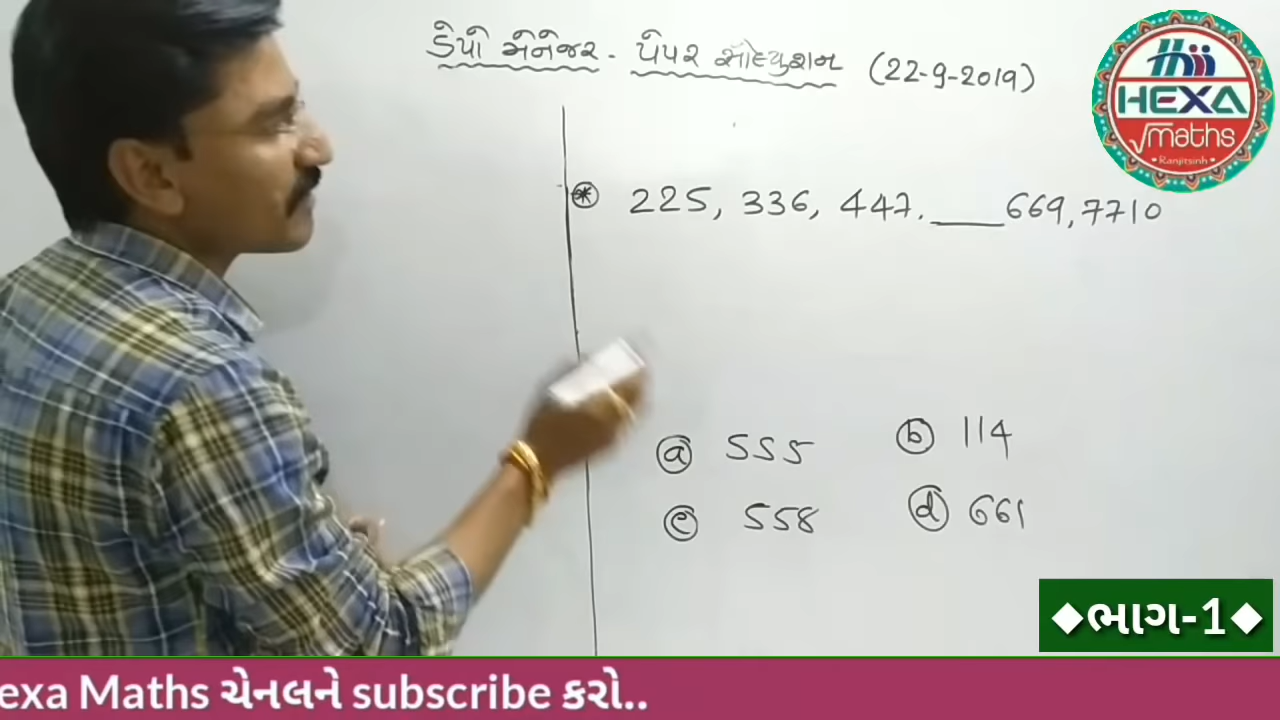 ડેપો મેનેજર - પેપર સોલ્યુશન (22-9-2019)
HEXA
√maths
Ranjitsinh
* 225, 336, 447. ___ 669, 7710
a 555 b 114
c 558 d 661
◆ભાગ-1◆
exa Maths ચેનલને subscribe કરો..